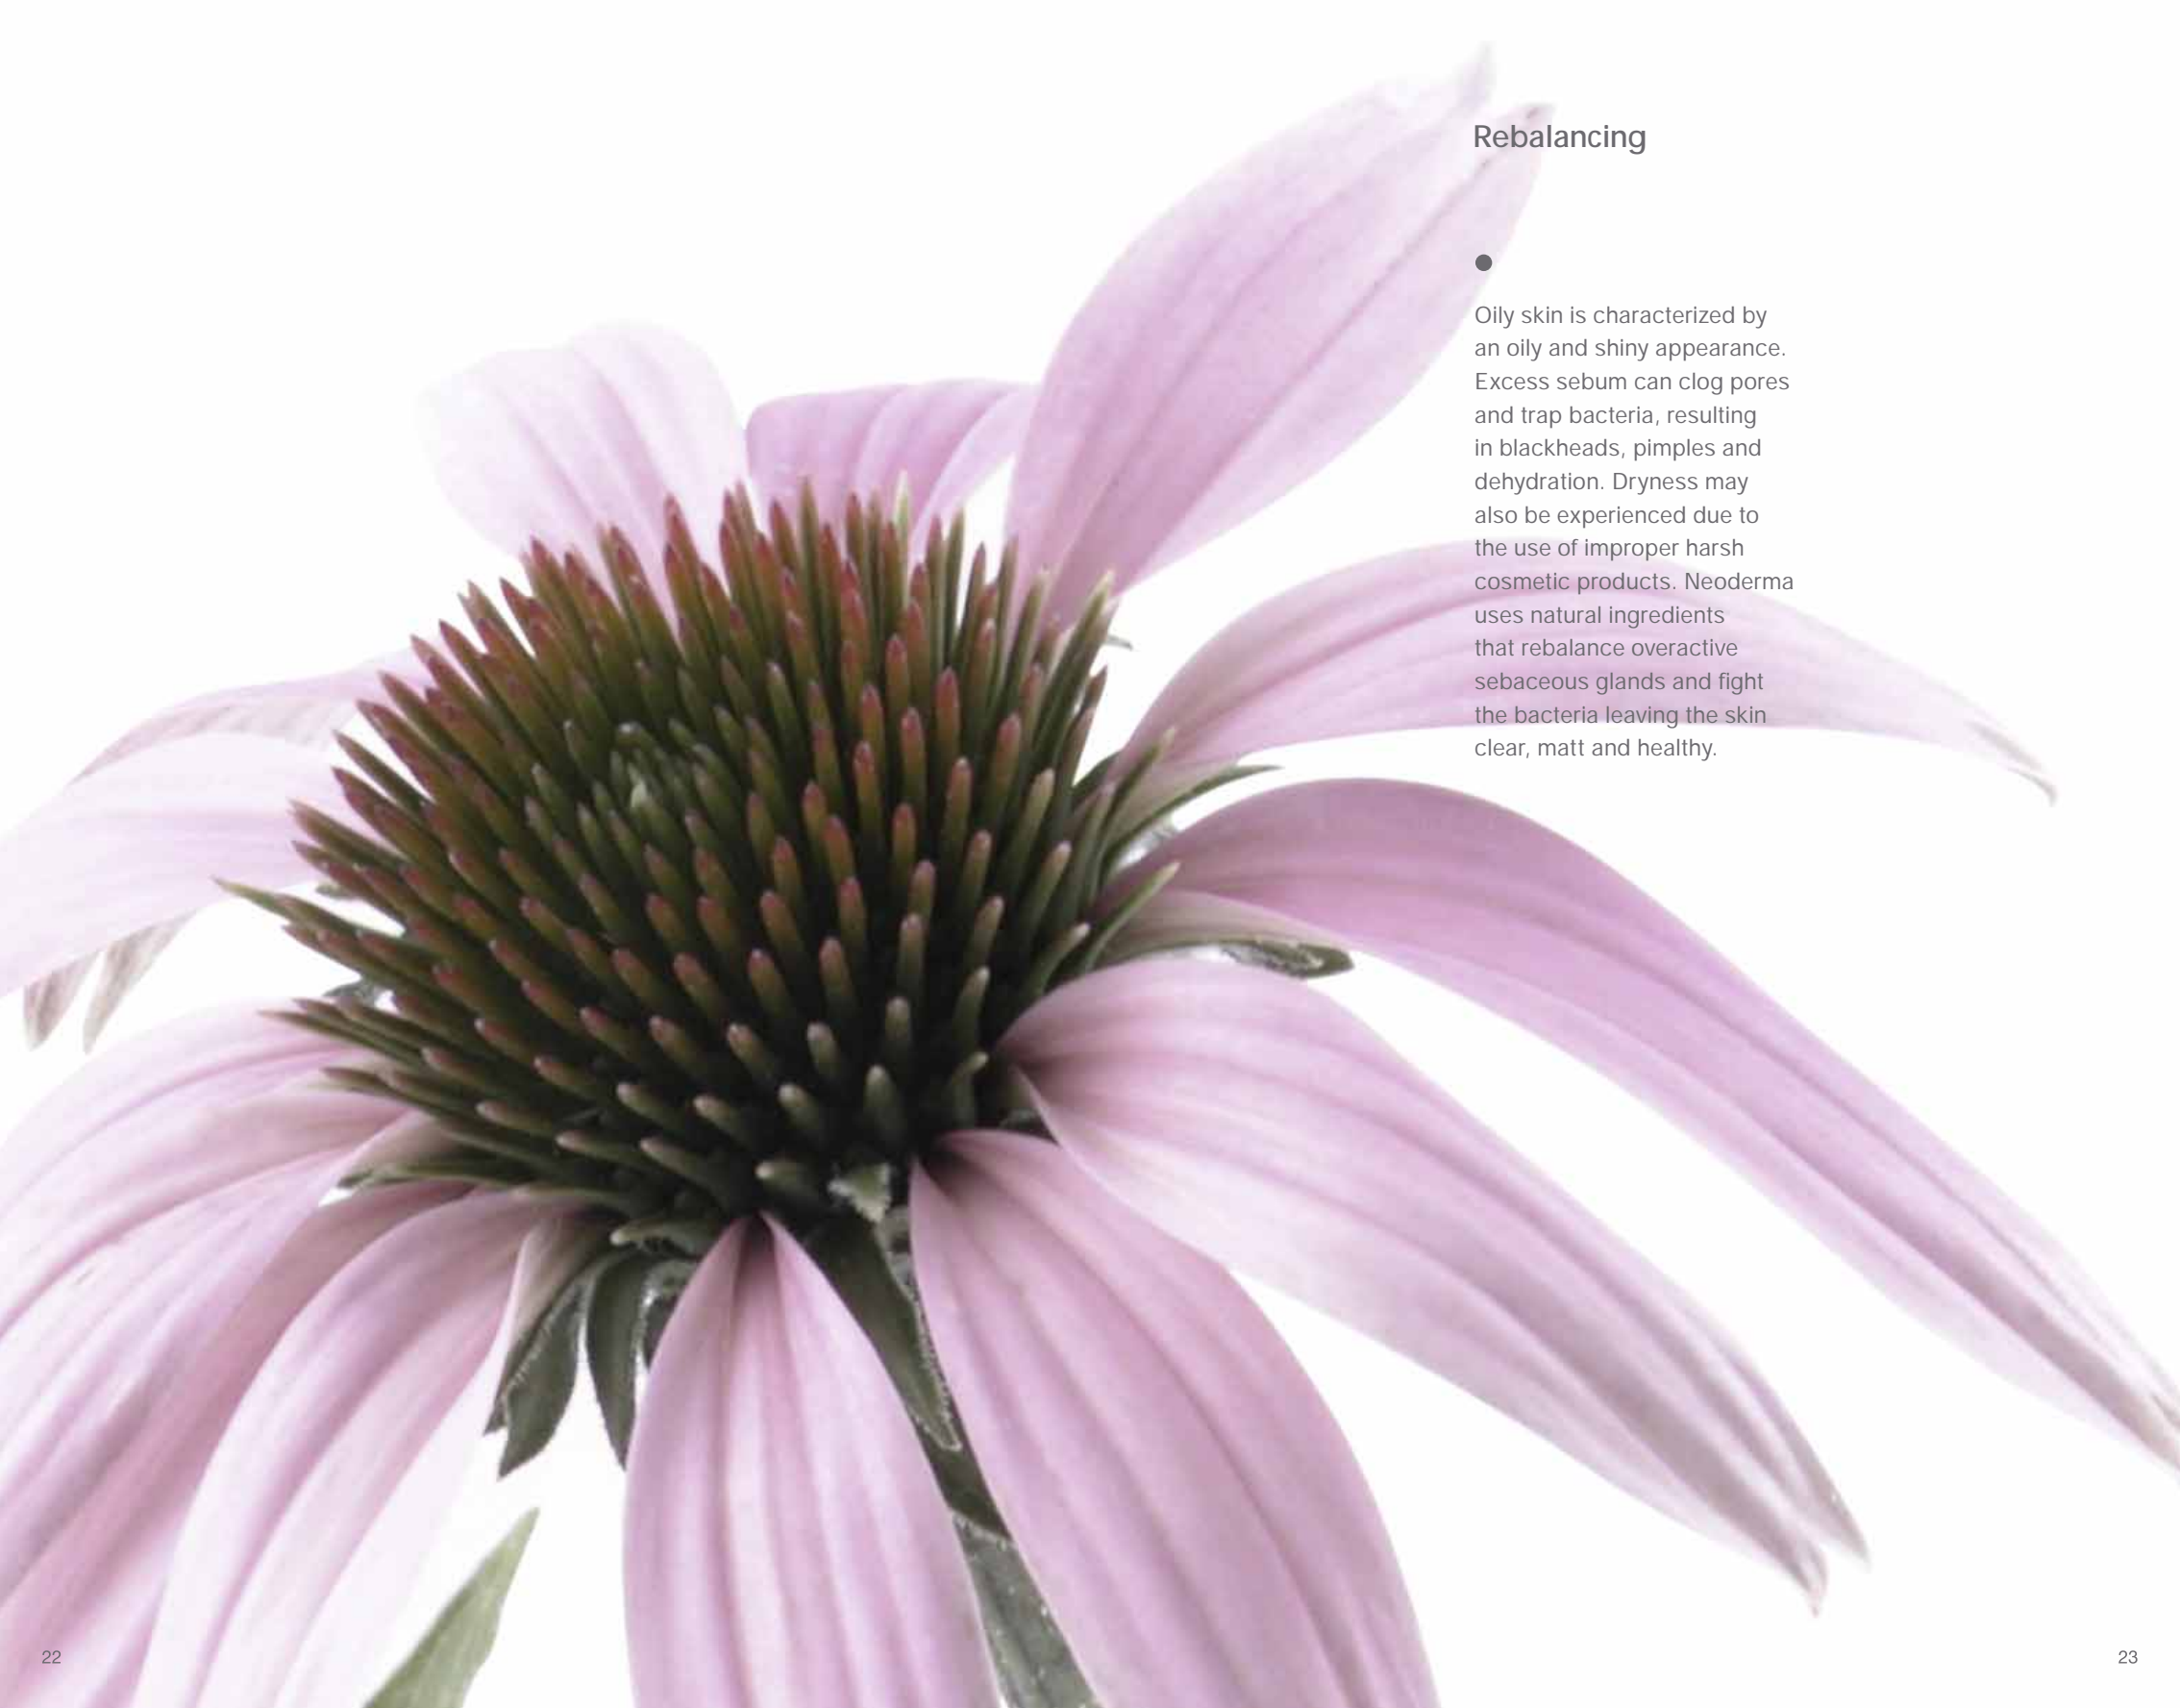 Rebalancing
Oily skin is characterized by
an oily and shiny appearance.
Excess sebum can clog pores
and trap bacteria, resulting
in blackheads, pimples and
dehydration. Dryness may
also be experienced due to
the use of improper harsh
cosmetic products. Neoderma
uses natural ingredients
that rebalance overactive
sebaceous glands and fight
the bacteria leaving the skin
clear, matt and healthy.
22
23